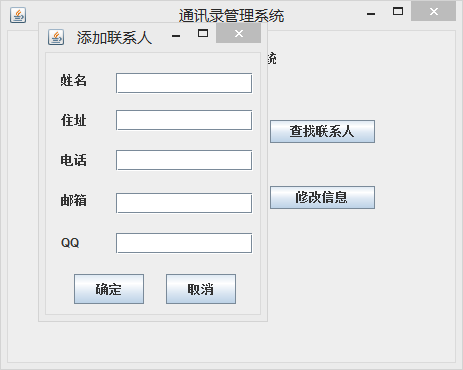 通讯录管理系统
添加联系人
统
姓名
住址
查找联系人
电话
邮箱
修改信息
QQ
确定
取消